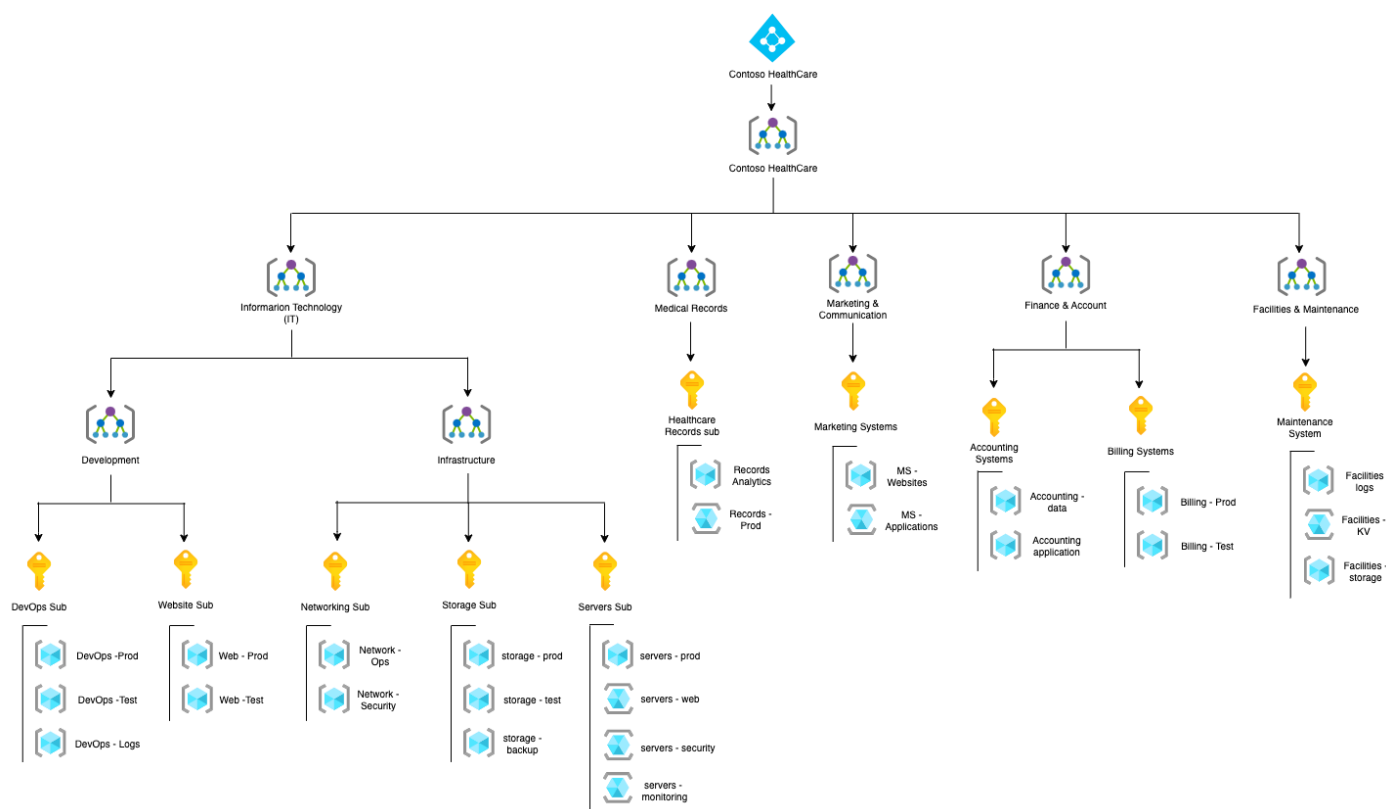 Contoso HealthCare
Contoso HealthCare
Informarion Technology
(IT)
Medical Records
Marketing &
Communication
Finance & Account
Facilities & Maintenance
Development
Infrastructure
Healthcare
Records sub
Marketing Systems
Accounting
Systems
Billing Systems
Maintenance
System
Records
Analytics
Records -
Prod
MS -
Websites
MS -
Applications
Accounting -
data
Accounting
application
Billing - Prod
Billing - Test
Facilities
logs
Facilities -
KV
Facilities -
storage
DevOps Sub
Website Sub
Networking Sub
Storage Sub
Servers Sub
DevOps -Prod
DevOps -Test
DevOps - Logs
Web - Prod
Web -Test
Network -
Ops
Network -
Security
storage - prod
storage - test
storage -
backup
servers - prod
servers - web
servers - security
servers -
monitoring